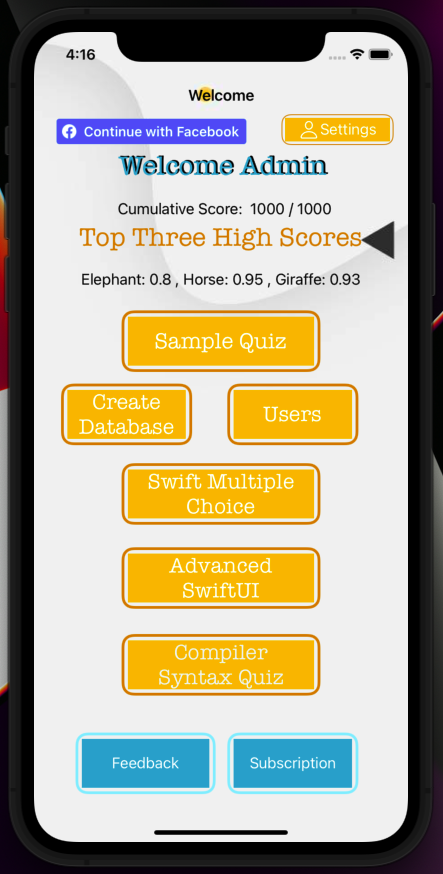 4:16
Welcome
Continue with Facebook
Settings
Welcome Admin
Cumulative Score: 1000 / 1000
Top Three High Scores
Elephant: 0.8 , Horse: 0.95 , Giraffe: 0.93
Sample Quiz
Create
Database
Users
Swift Multiple
Choice
Advanced
SwiftUI
Compiler
Syntax Quiz
Feedback
Subscription